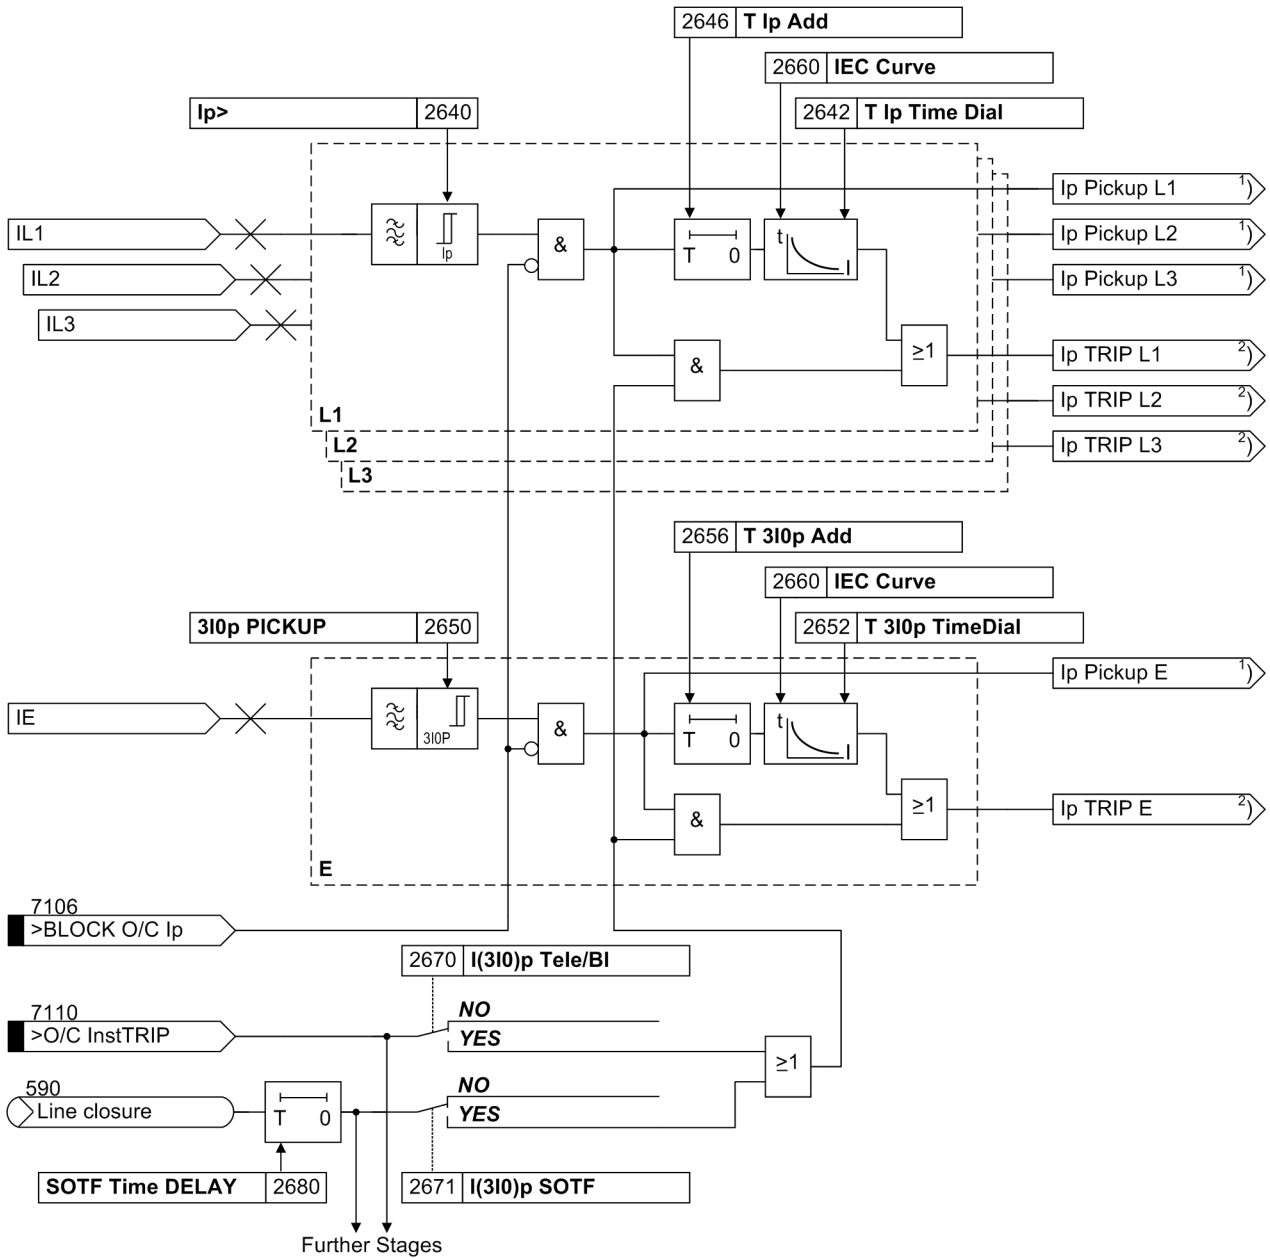 2646 T Ip Add
2660 IEC Curve
Ip> 2640
2642 T Ip Time Dial
Ip Pickup L1 1)
IL1
Ip
&
T 0
t
I
Ip Pickup L2 1)
IL2
Ip Pickup L3 1)
IL3
&
≥1
Ip TRIP L1 2)
Ip TRIP L2 2)
L1
L2
Ip TRIP L3 2)
L3
2656 T 3I0p Add
2660 IEC Curve
3I0p PICKUP 2650
2652 T 3I0p TimeDial
Ip Pickup E 1)
IE
3I0P
&
T 0
t
I
&
≥1
Ip TRIP E 2)
E
7106
>BLOCK O/C Ip
2670 I(3I0)p Tele/BI
7110
>O/C InstTRIP
NO
YES
≥1
590
Line closure
T 0
NO
YES
SOTF Time DELAY 2680
2671 I(3I0)p SOTF
Further Stages